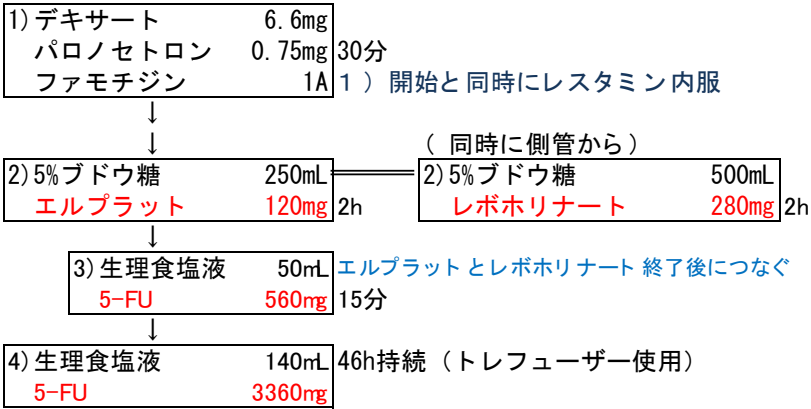 1)デキサート 6.6mg
パロノセトロン 0.75mg 30分
ファモチジン 1A 1）開始と同時にレスタミン内服
↓
↓ （同時に側管から）
2)5%ブドウ糖 250mL 2)5%ブドウ糖 500mL
エルプラット 120mg 2h レボホリナート 280mg 2h
↓
3)生理食塩液 50mL エルプラットとレボホリナート終了後につなぐ
5-FU 560mg 15分
↓
4)生理食塩液 140mL 46h持続（トレフューザー使用）
5-FU 3360mg